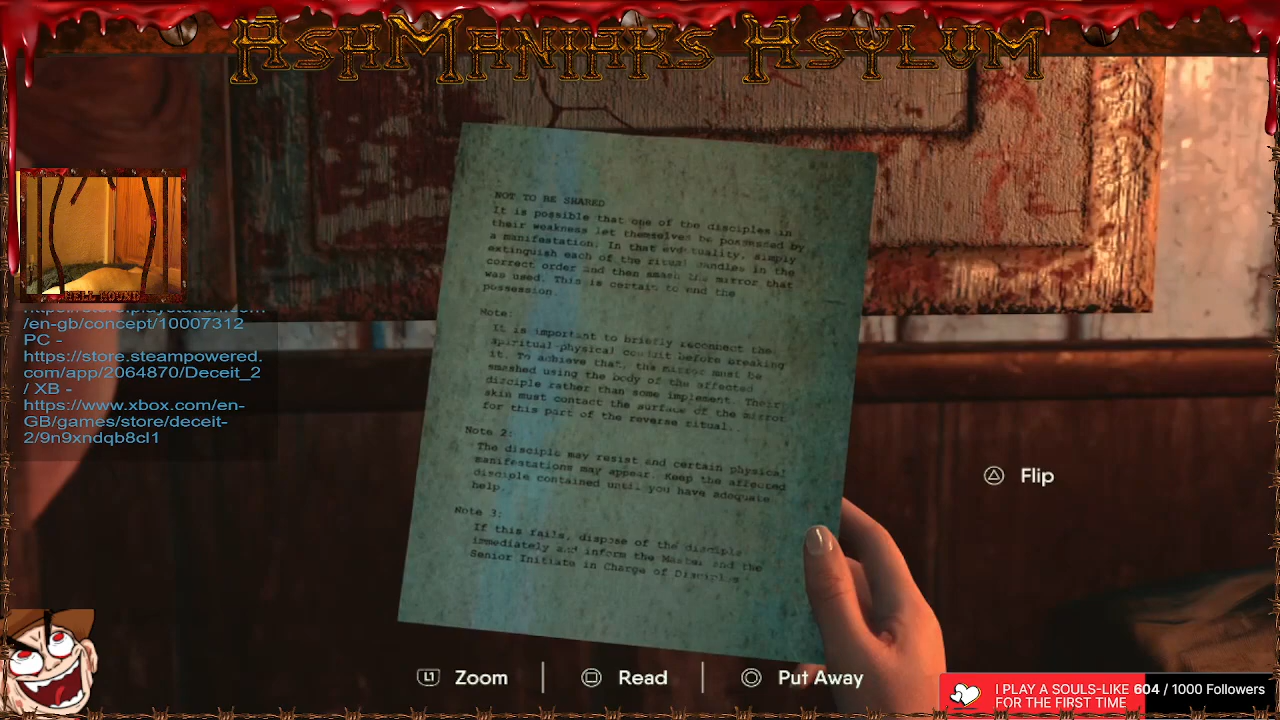 AshManiaks Asylum
NOT TO BE SHARED
It is possible that one of the disciples in
their weakness let themselves be possessed by
a manifestation. In that eventuality, simply
extinguish each of the ritual candles in the
correct order and then smash the mirror that
was used. This is certain to end the
possession.
Note:
It is important to briefly reconnect the
spiritual-physical conduit before breaking
it. To achieve that, the mirror must be
smashed using the body of the affected
disciple rather than some implement. Their
skin must contact the surface of the mirror
for this part of the reverse ritual.
Note 2:
The disciple may resist and certain physical
manifestations may appear. Keep the affected
disciple contained until you have adequate
help.
Note 3:
If this fails, dispose of the disciple
immediately and inform the Master and the
Senior Initiate in Charge of Disciples
HELL HOUND
/en-gb/concept/10007312
PC -
https://store.steampowered.
com/app/2064870/Deceit_2
/ XB -
https://www.xbox.com/en-
GB/games/store/deceit-
2/9n9xndqb8cl1
Flip
L1 Zoom | Read | Put Away
I PLAY A SOULS-LIKE 604 / 1000 Followers
FOR THE FIRST TIME